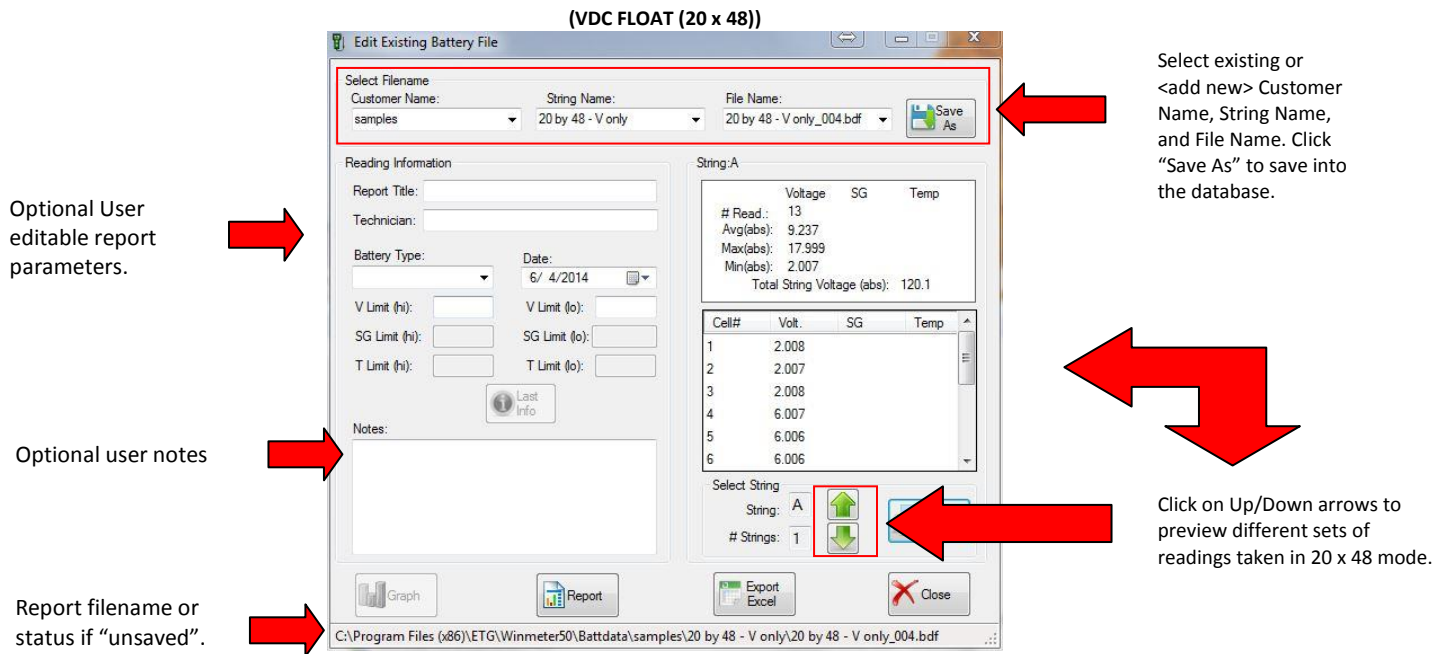 (VDC FLOAT (20 x 48))
Edit Existing Battery File
Select Filename
Customer Name:
String Name:
File Name:
samples
20 by 48 - V only
20 by 48 - V only_004.bdf
Save
As
Select existing or
<add new> Customer
Name, String Name,
and File Name. Click
“Save As” to save into
the database.
Optional User
editable report
parameters.
Reading Information
Report Title:
Technician:
Battery Type:
Date:
6/ 4/2014
V Limit (hi):
V Limit (lo):
SG Limit (hi):
SG Limit (lo):
T Limit (hi):
T Limit (lo):
Last
Info
Optional user notes
Notes:
String:A
Voltage SG Temp
# Read.: 13
Avg(abs): 9.237
Max(abs): 17.999
Min(abs): 2.007
Total String Voltage (abs): 120.1
Cell# Volt. SG Temp
1 2.008
2 2.007
3 2.008
4 6.007
5 6.006
6 6.006
Select String
String: A
# Strings: 1
Click on Up/Down arrows to
preview different sets of
readings taken in 20 x 48 mode.
Graph
Report
Export
Excel
Close
Report filename or
status if “unsaved”.
C:\Program Files (x86)\ETG\Winmeter50\Battdata\samples\20 by 48 - V only\20 by 48 - V only_004.bdf